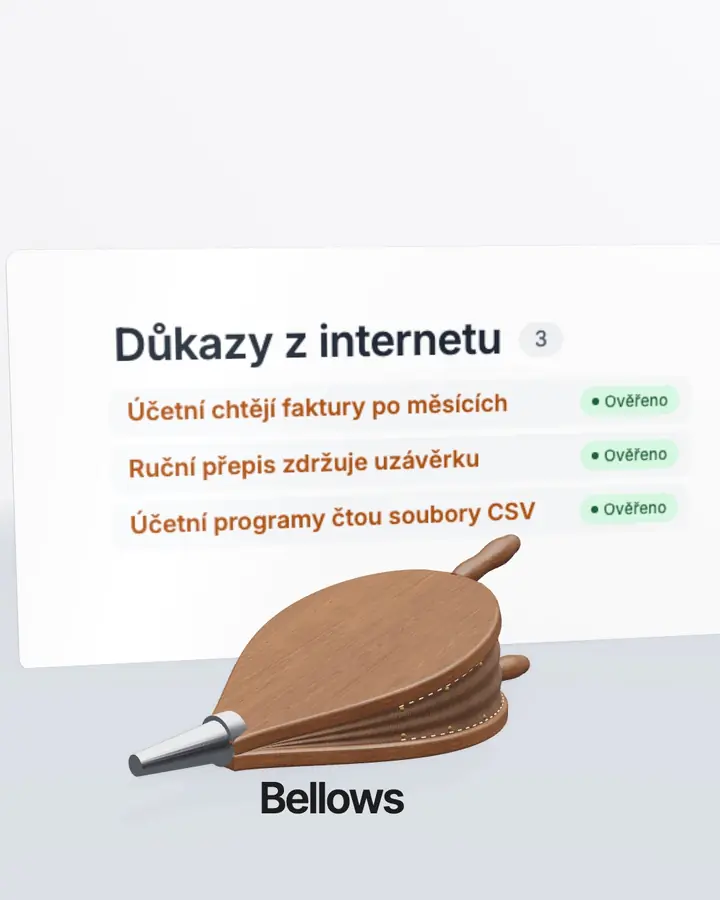 Důkazy z internetu 3
Účetní chtějí faktury po měsících Ověřeno
Ruční přepis zdržuje uzávěrku Ověřeno
Účetní programy čtou soubory CSV Ověřeno
Bellows